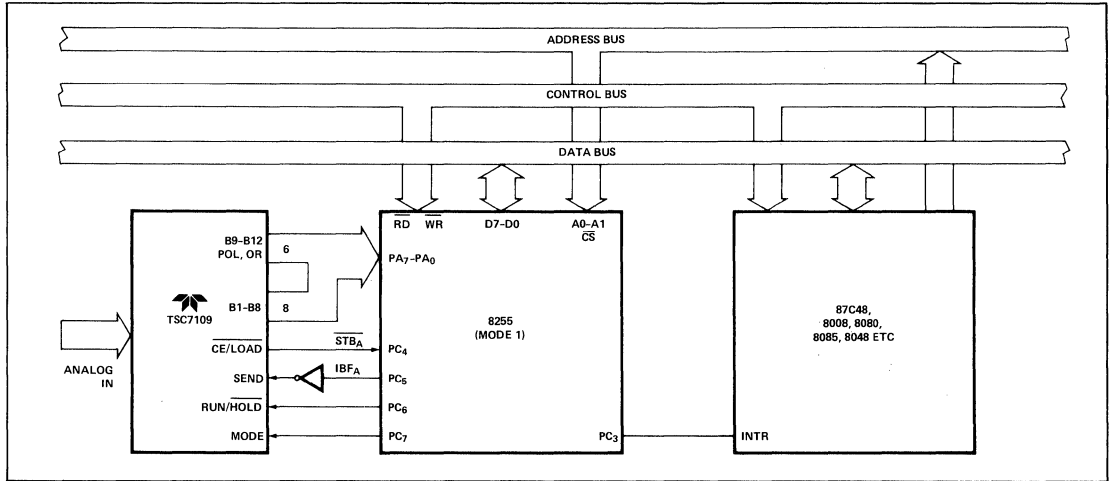 ADDRESS BUS
CONTROL BUS
DATA BUS
B9–B12
POL, OR
6
B1–B8
8
TSC7109
CE/LOAD
SEND
RUN/HOLD
MODE
ANALOG
IN
STBA
IBFA
RD WR D7–D0 A0–A1
CS
PA7–PA0
8255
(MODE 1)
PC4
PC5
PC6
PC7
PC3
87C48,
8008, 8080,
8085, 8048 ETC
INTR